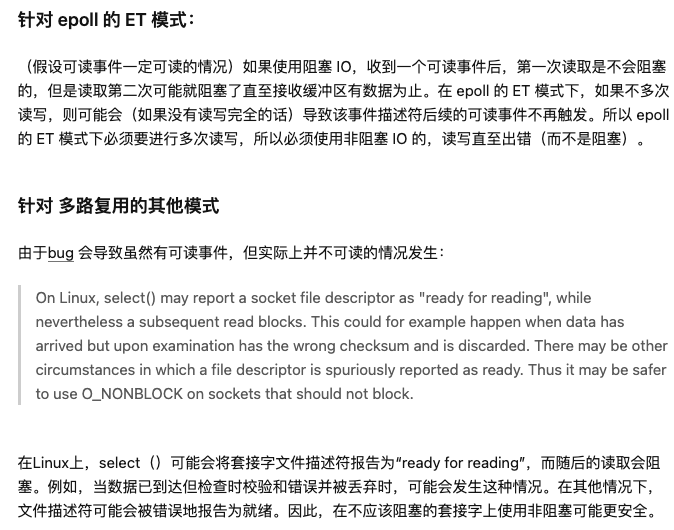 针对 epoll 的 ET 模式：
（假设可读事件一定可读的情况）如果使用阻塞 IO，收到一个可读事件后，第一次读取是不会阻塞
的，但是读取第二次可能就阻塞了直至接收缓冲区有数据为止。在 epoll 的 ET 模式下，如果不多次
读写，则可能会（如果没有读写完全的话）导致该事件描述符后续的可读事件不再触发。所以 epoll
的 ET 模式下必须要进行多次读写，所以必须使用非阻塞 IO 的，读写直至出错（而不是阻塞）。
针对 多路复用的其他模式
由于bug 会导致虽然有可读事件，但实际上并不可读的情况发生：
On Linux, select() may report a socket file descriptor as "ready for reading", while
nevertheless a subsequent read blocks. This could for example happen when data has
arrived but upon examination has the wrong checksum and is discarded. There may be other
circumstances in which a file descriptor is spuriously reported as ready. Thus it may be safer
to use O_NONBLOCK on sockets that should not block.
在Linux上，select（）可能会将套接字文件描述符报告为“ready for reading”，而随后的读取会阻
塞。例如，当数据已到达但检查时校验和错误并被丢弃时，可能会发生这种情况。在其他情况下，
文件描述符可能会被错误地报告为就绪。因此，在不应该阻塞的套接字上使用非阻塞可能更安全。